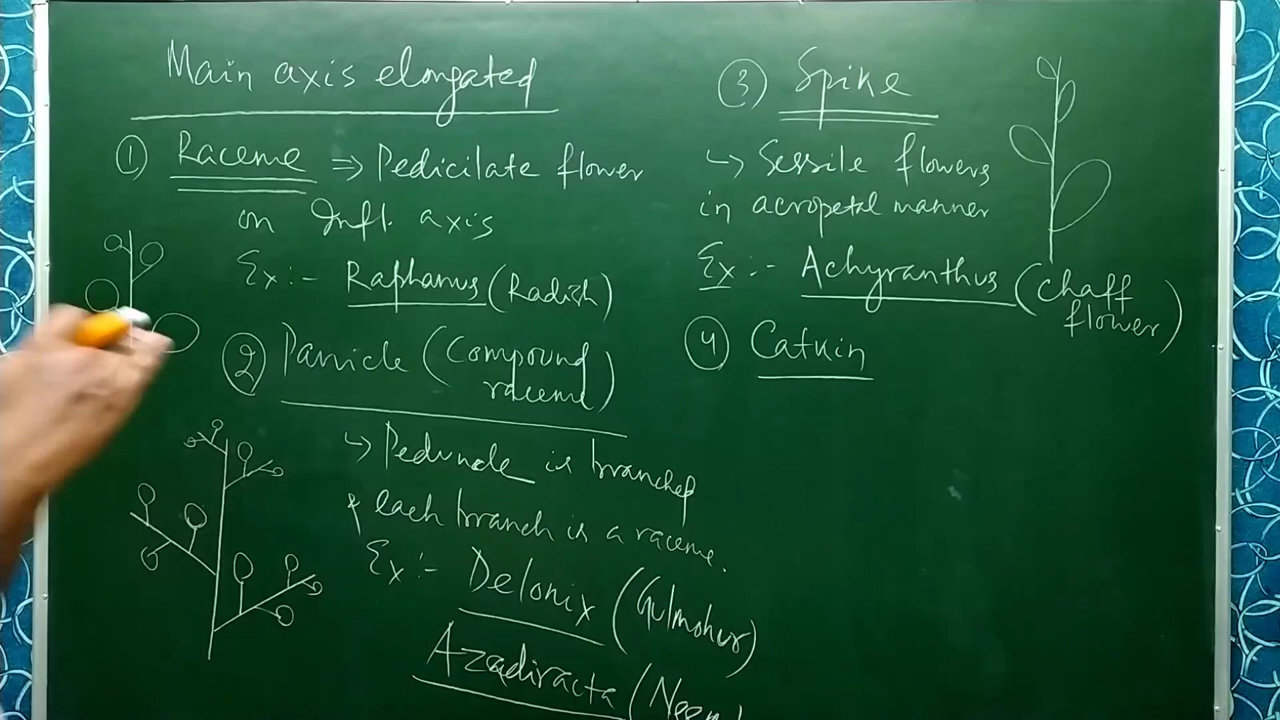 Main axis elongated
① Raceme ⇒ Pedicilate flower
on Infl. axis
Ex :- Raphanus (Radish)
② Panicle (Compound
raceme)
↳ Peduncle is branched
& each branch is a raceme.
Ex :- Delonix (Gulmohur)
Azadiracta (Neem)
③ Spike
↳ Sessile flowers
in acropetal manner
Ex :- Achyranthus (Chaff
flower)
④ Catkin